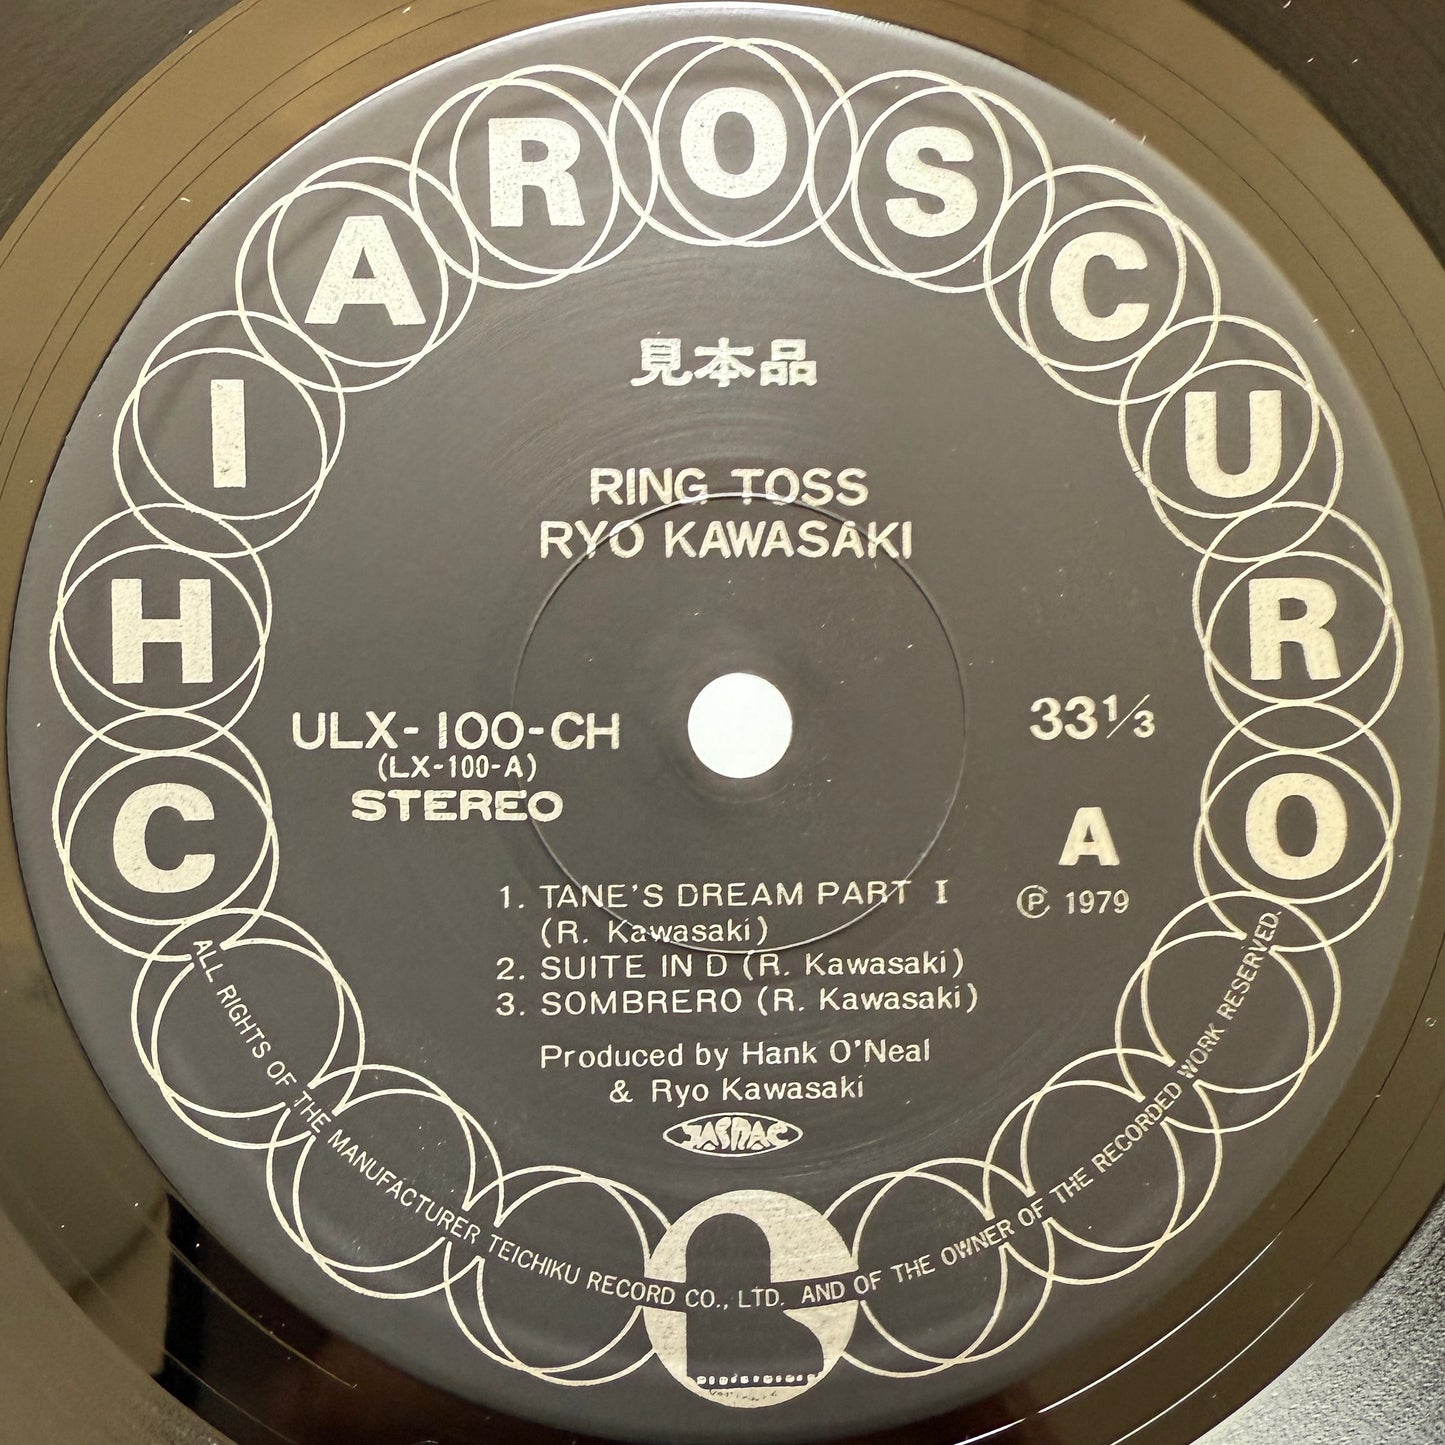 CHIAROSCURO
見本品
RING TOSS
RYO KAWASAKI
ULX-100-CH
(LX-100-A)
STEREO
33⅓
A
Ⓟ 1979
1. TANE'S DREAM PART I
(R. Kawasaki)
2. SUITE IN D (R. Kawasaki)
3. SOMBRERO (R. Kawasaki)
Produced by Hank O'Neal
& Ryo Kawasaki
JASRAC
ALL RIGHTS OF THE MANUFACTURER TEICHIKU RECORD CO., LTD. AND OF THE OWNER OF THE RECORDED WORK RESERVED.